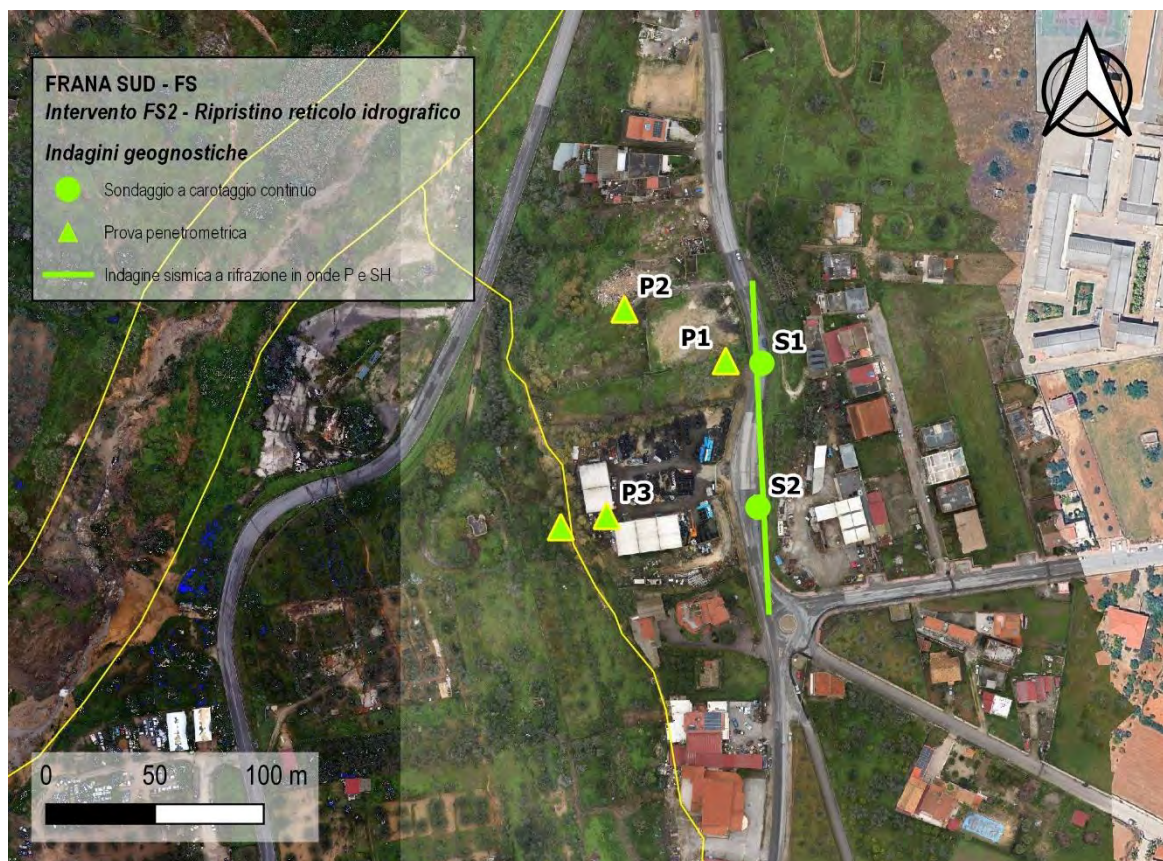 FRANA SUD - FS
Intervento FS2 - Ripristino reticolo idrografico
Indagini geognostiche
Sondaggio a carotaggio continuo
Prova penetrometrica
Indagine sismica a rifrazione in onde P e SH
P2
P1
S1
S2
P3
0 50 100 m